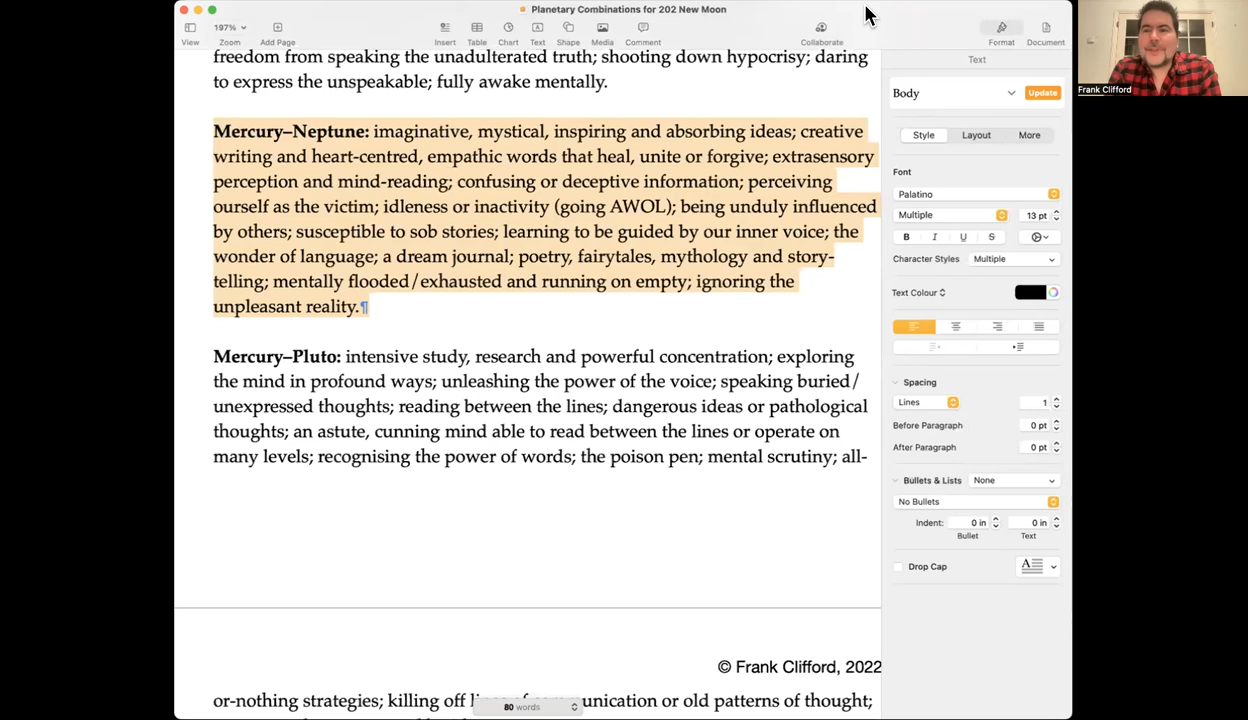 Planetary Combinations for 202 New Moon
197%
View
Zoom
Add Page
Insert
Table
Chart
Text
Shape
Media
Comment
Collaborate
Format
Document
freedom from speaking the unadulterated truth; shooting down hypocrisy; daring
to express the unspeakable; fully awake mentally.
Mercury–Neptune: imaginative, mystical, inspiring and absorbing ideas; creative
writing and heart-centred, empathic words that heal, unite or forgive; extrasensory
perception and mind-reading; confusing or deceptive information; perceiving
ourself as the victim; idleness or inactivity (going AWOL); being unduly influenced
by others; susceptible to sob stories; learning to be guided by our inner voice; the
wonder of language; a dream journal; poetry, fairytales, mythology and story-
telling; mentally flooded/exhausted and running on empty; ignoring the
unpleasant reality.¶
Mercury–Pluto: intensive study, research and powerful concentration; exploring
the mind in profound ways; unleashing the power of the voice; speaking buried/
unexpressed thoughts; reading between the lines; dangerous ideas or pathological
thoughts; an astute, cunning mind able to read between the lines or operate on
many levels; recognising the power of words; the poison pen; mental scrutiny; all-
© Frank Clifford, 2022
or-nothing strategies; killing off of communication or old patterns of thought;
80 words
Text
Body
Update
Style
Layout
More
Font
Palatino
Multiple
13 pt
B I U S
Character Styles
Multiple
Text Colour
Spacing
Lines
1
Before Paragraph
0 pt
After Paragraph
0 pt
Bullets & Lists
None
No Bullets
Indent:
0 in
0 in
Bullet
Text
Drop Cap
A
Frank Clifford